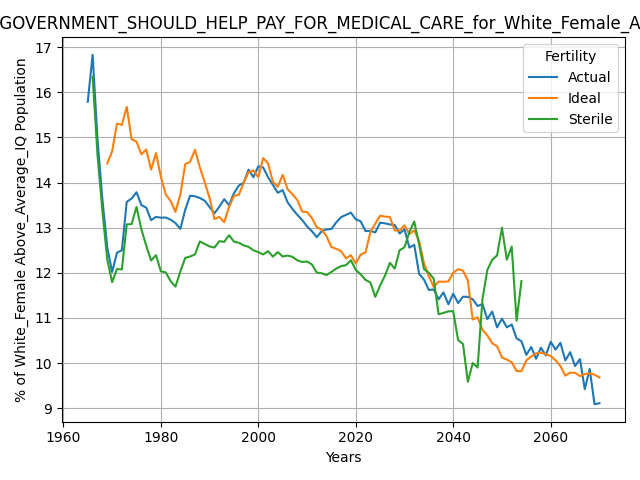 GOVERNMENT_SHOULD_HELP_PAY_FOR_MEDICAL_CARE_for_White_Female_A
% of White_Female Above_Average_IQ Population
17
16
15
14
13
12
11
10
9
Fertility
Actual
Ideal
Sterile
1960
1980
2000
2020
2040
2060
Years